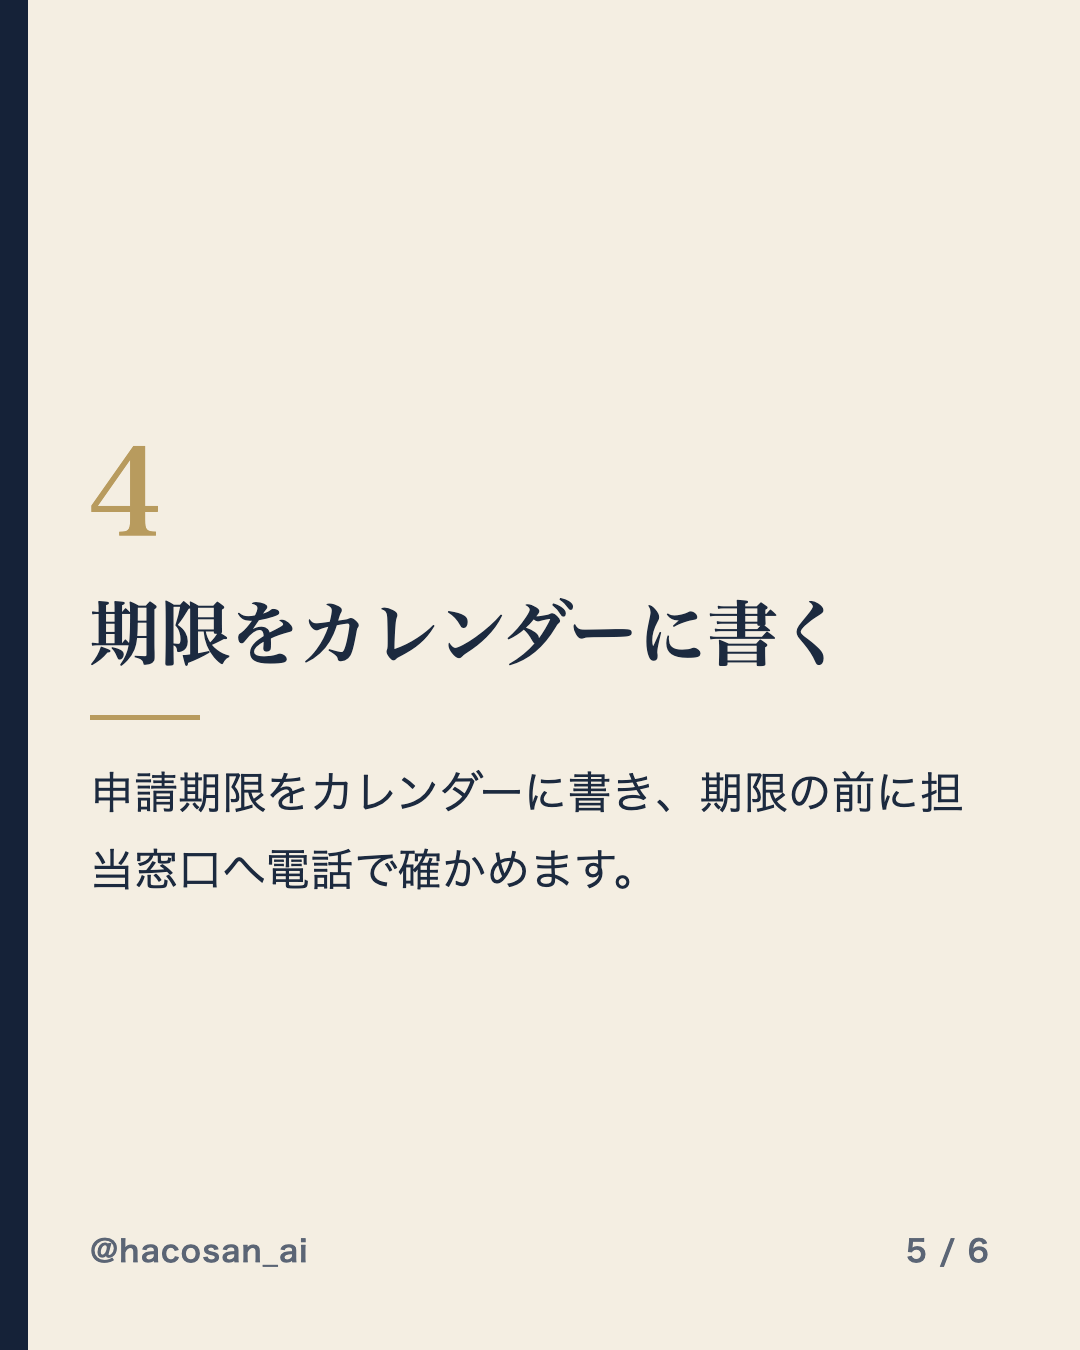 4
期限をカレンダーに書く
申請期限をカレンダーに書き、期限の前に担
当窓口へ電話で確かめます。
@hacosan_ai
5 / 6